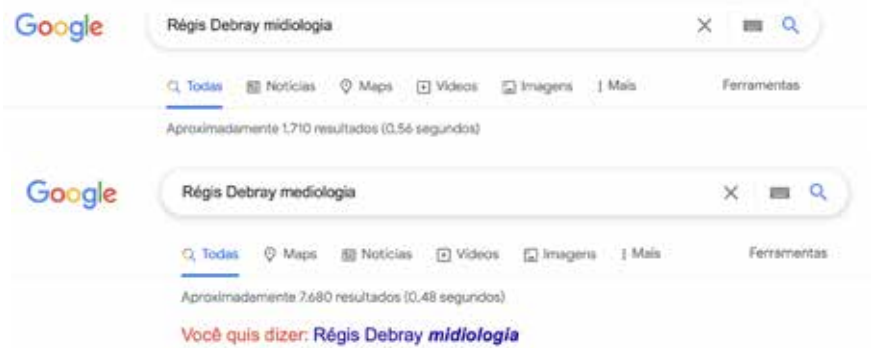 Google Régis Debray midiologia
Todas Notícias Maps Vídeos Imagens Mais Ferramentas
Aproximadamente 1.710 resultados (0,56 segundos)
Google Régis Debray mediologia
Todas Maps Notícias Vídeos Imagens Mais Ferramentas
Aproximadamente 7.680 resultados (0,48 segundos)
Você quis dizer: Régis Debray midiologia